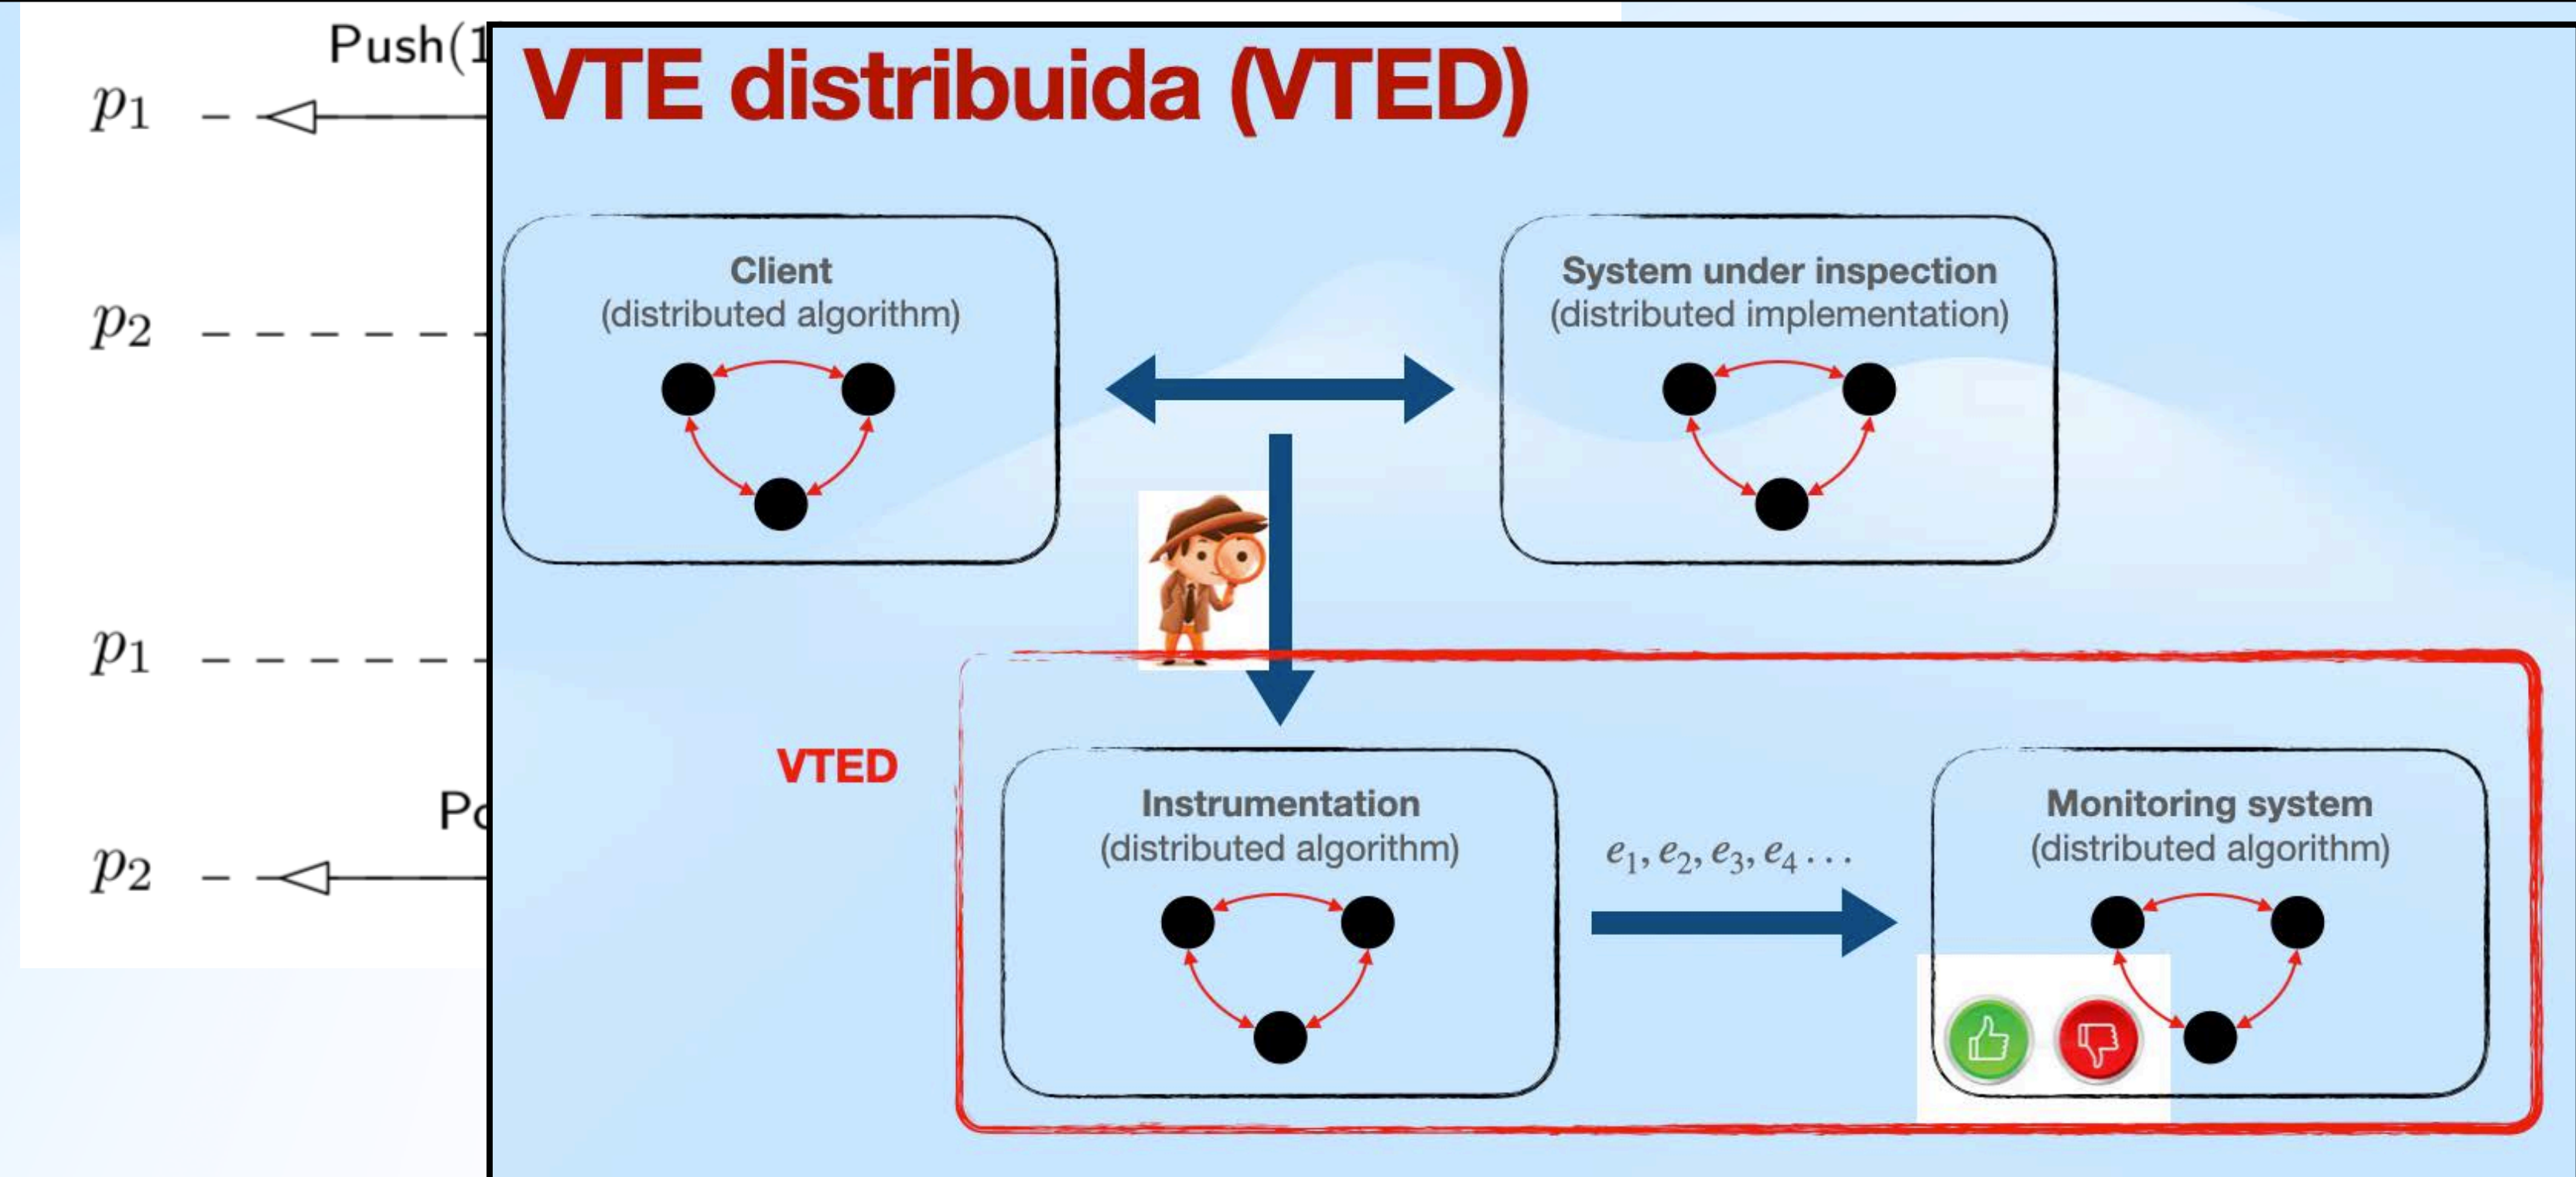 Push(1
p1
p2
p1
Po
p2
VTE distribuida (VTED)
Client
(distributed algorithm)
System under inspection
(distributed implementation)
VTED
Instrumentation
(distributed algorithm)
e1, e2, e3, e4 . . .
Monitoring system
(distributed algorithm)